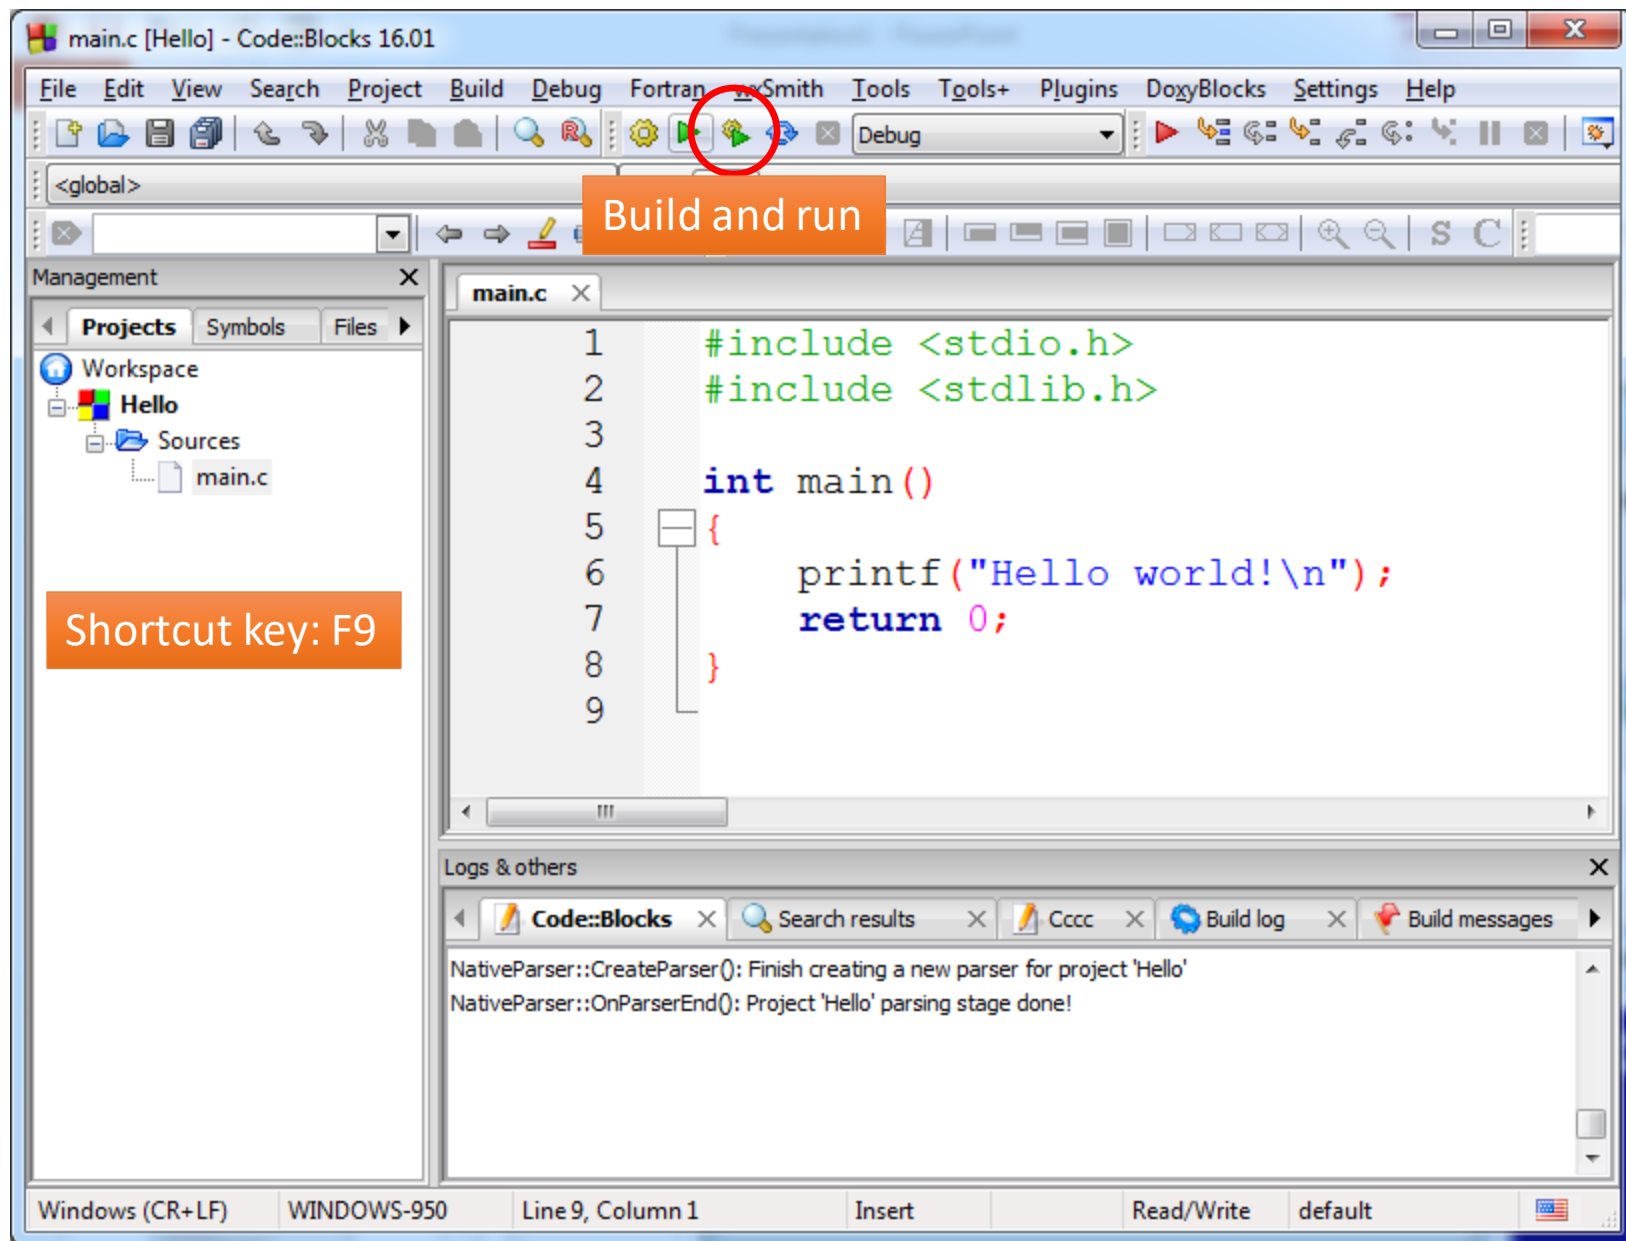 main.c [Hello] - Code::Blocks 16.01
File Edit View Search Project Build Debug Fortran wxSmith Tools Tools+ Plugins DoxyBlocks Settings Help
Debug
<global>
Build and run
S C
Management
main.c
Projects Symbols Files
Workspace
Hello
Sources
main.c
Shortcut key: F9
1 #include <stdio.h>
2 #include <stdlib.h>
3
4 int main()
5 {
6 printf("Hello world!\n");
7 return 0;
8 }
9
Logs & others
Code::Blocks Search results Cccc Build log Build messages
NativeParser::CreateParser(): Finish creating a new parser for project 'Hello'
NativeParser::OnParserEnd(): Project 'Hello' parsing stage done!
Windows (CR+LF) WINDOWS-950 Line 9, Column 1 Insert Read/Write default